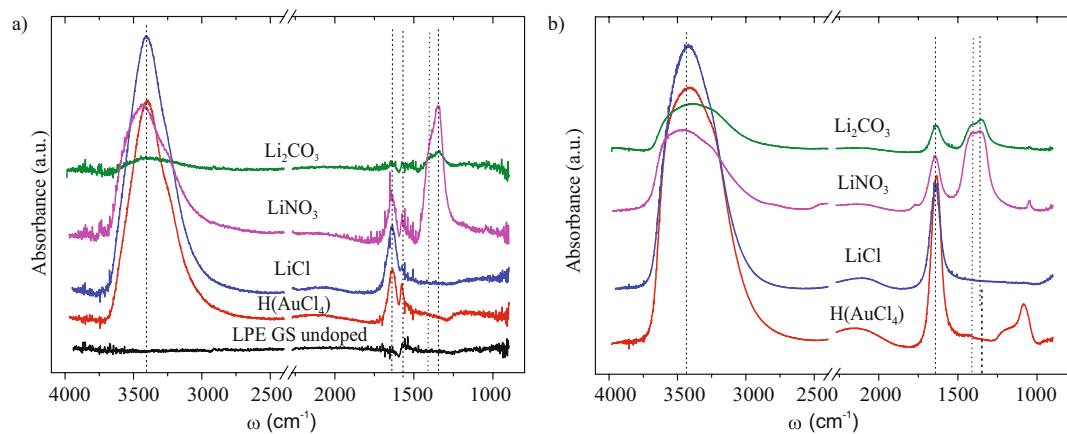 a)
Absorbance (a.u.)
Li₂CO₃
LiNO₃
LiCl
H(AuCl₄)
LPE GS undoped
4000 3500 3000 2500 2000 1500 1000
ω (cm⁻¹)
b)
Absorbance (a.u.)
Li₂CO₃
LiNO₃
LiCl
H(AuCl₄)
4000 3500 3000 2500 2000 1500 1000
ω (cm⁻¹)